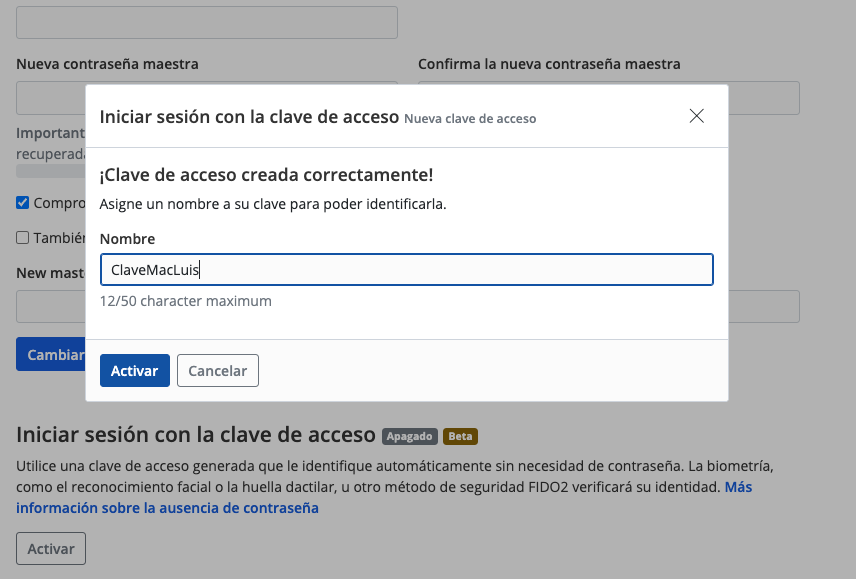 Nueva contraseña maestra
Confirma la nueva contraseña maestra
Iniciar sesión con la clave de acceso Nueva clave de acceso
Important
recuperada
¡Clave de acceso creada correctamente!
Compro
Asigne un nombre a su clave para poder identificarla.
También
Nombre
New mast
ClaveMacLuis
12/50 character maximum
Cambiar
Activar
Cancelar
Iniciar sesión con la clave de acceso Apagado Beta
Utilice una clave de acceso generada que le identifique automáticamente sin necesidad de contraseña. La biometría,
como el reconocimiento facial o la huella dactilar, u otro método de seguridad FIDO2 verificará su identidad. Más
información sobre la ausencia de contraseña
Activar